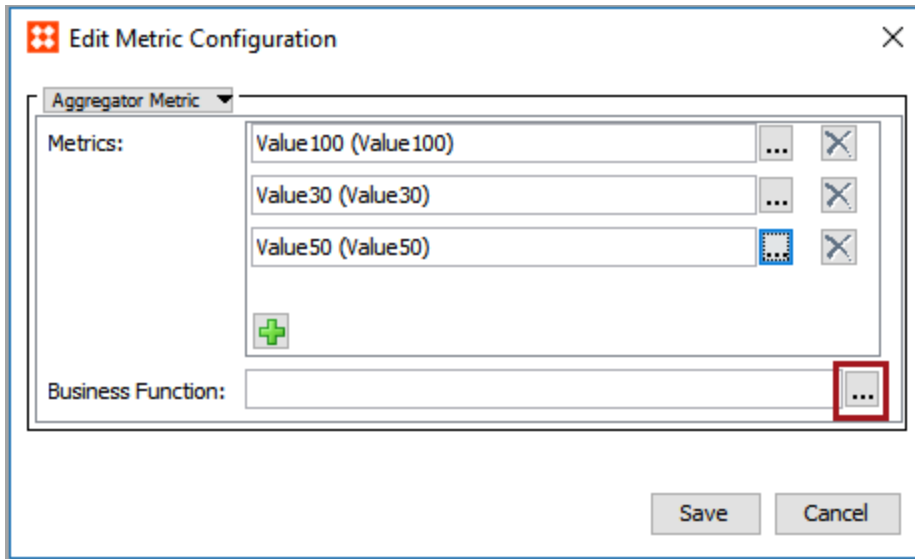 Edit Metric Configuration
Aggregator Metric
Metrics:
Value100 (Value100)
...
Value30 (Value30)
...
Value50 (Value50)
...
Business Function:
...
Save
Cancel